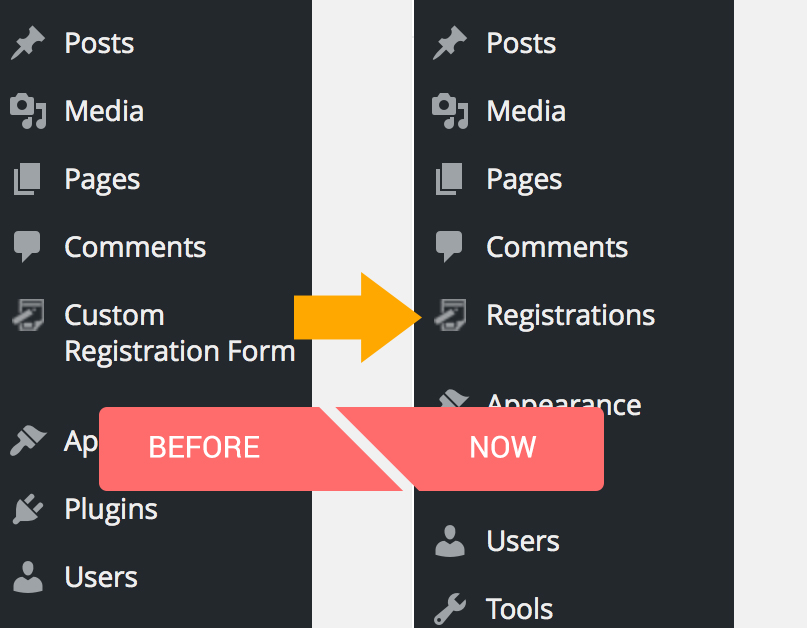 Posts
Media
Pages
Comments
Custom
Registration Form
Ap
Plugins
Users
Posts
Media
Pages
Comments
Registrations
Appearance
Users
Tools
BEFORE
NOW